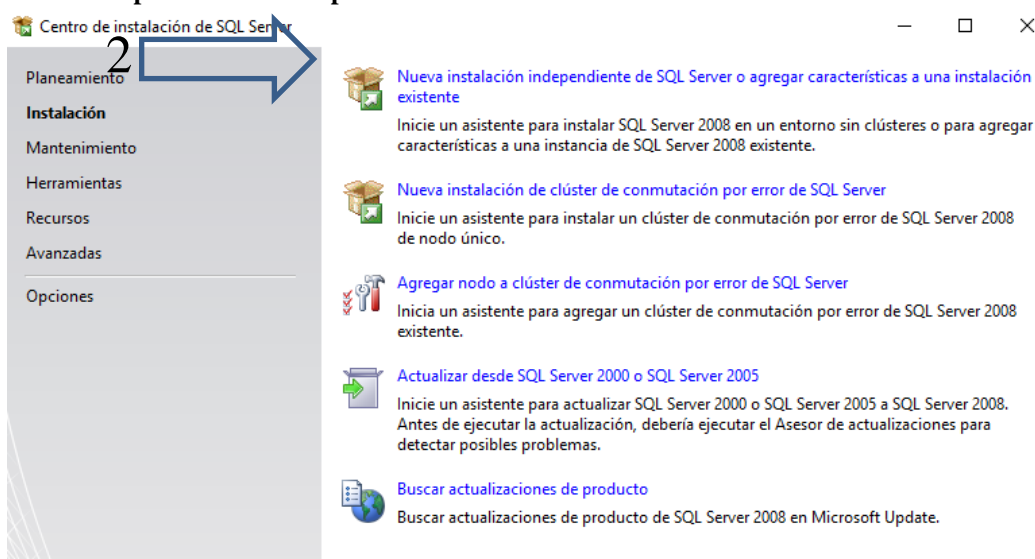 Centro de instalación de SQL Server
2
Planeamiento
Instalación
Mantenimiento
Herramientas
Recursos
Avanzadas
Opciones
Nueva instalación independiente de SQL Server o agregar características a una instalación
existente
Inicie un asistente para instalar SQL Server 2008 en un entorno sin clústeres o para agregar
características a una instancia de SQL Server 2008 existente.
Nueva instalación de clúster de conmutación por error de SQL Server
Inicie un asistente para instalar un clúster de conmutación por error de SQL Server 2008
de nodo único.
Agregar nodo a clúster de conmutación por error de SQL Server
Inicia un asistente para agregar un clúster de conmutación por error de SQL Server 2008
existente.
Actualizar desde SQL Server 2000 o SQL Server 2005
Inicie un asistente para actualizar SQL Server 2000 o SQL Server 2005 a SQL Server 2008.
Antes de ejecutar la actualización, debería ejecutar el Asesor de actualizaciones para
detectar posibles problemas.
Buscar actualizaciones de producto
Buscar actualizaciones de producto de SQL Server 2008 en Microsoft Update.